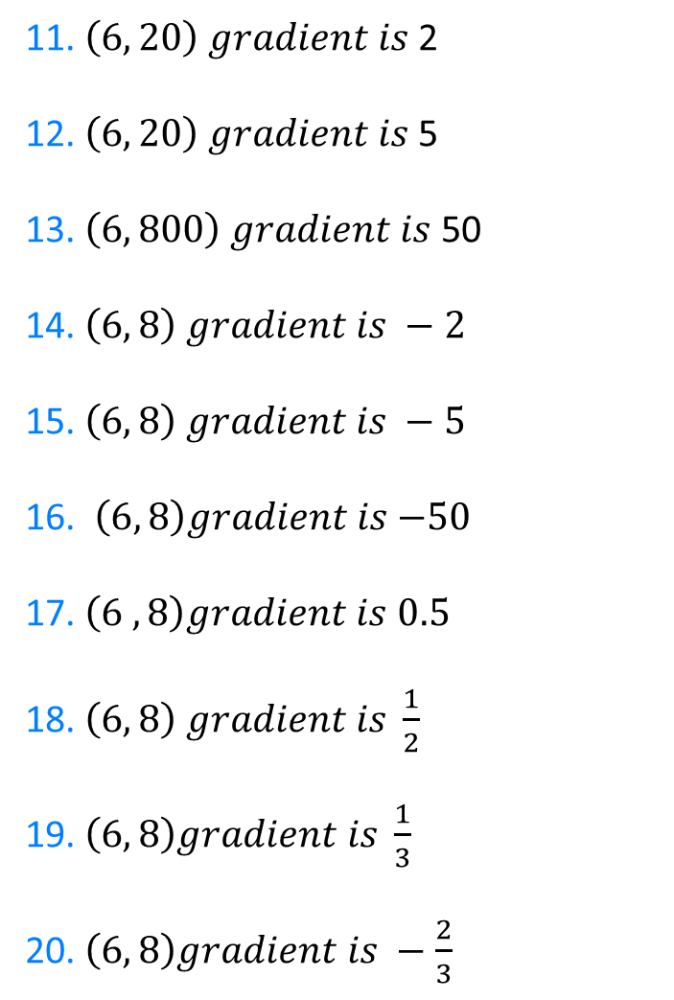 11. (6, 20) gradient is 2
12. (6, 20) gradient is 5
13. (6, 800) gradient is 50
14. (6, 8) gradient is − 2
15. (6, 8) gradient is − 5
16. (6, 8)gradient is −50
17. (6 , 8)gradient is 0.5
18. (6, 8) gradient is 1/2
19. (6, 8)gradient is 1/3
20. (6, 8)gradient is − 2/3